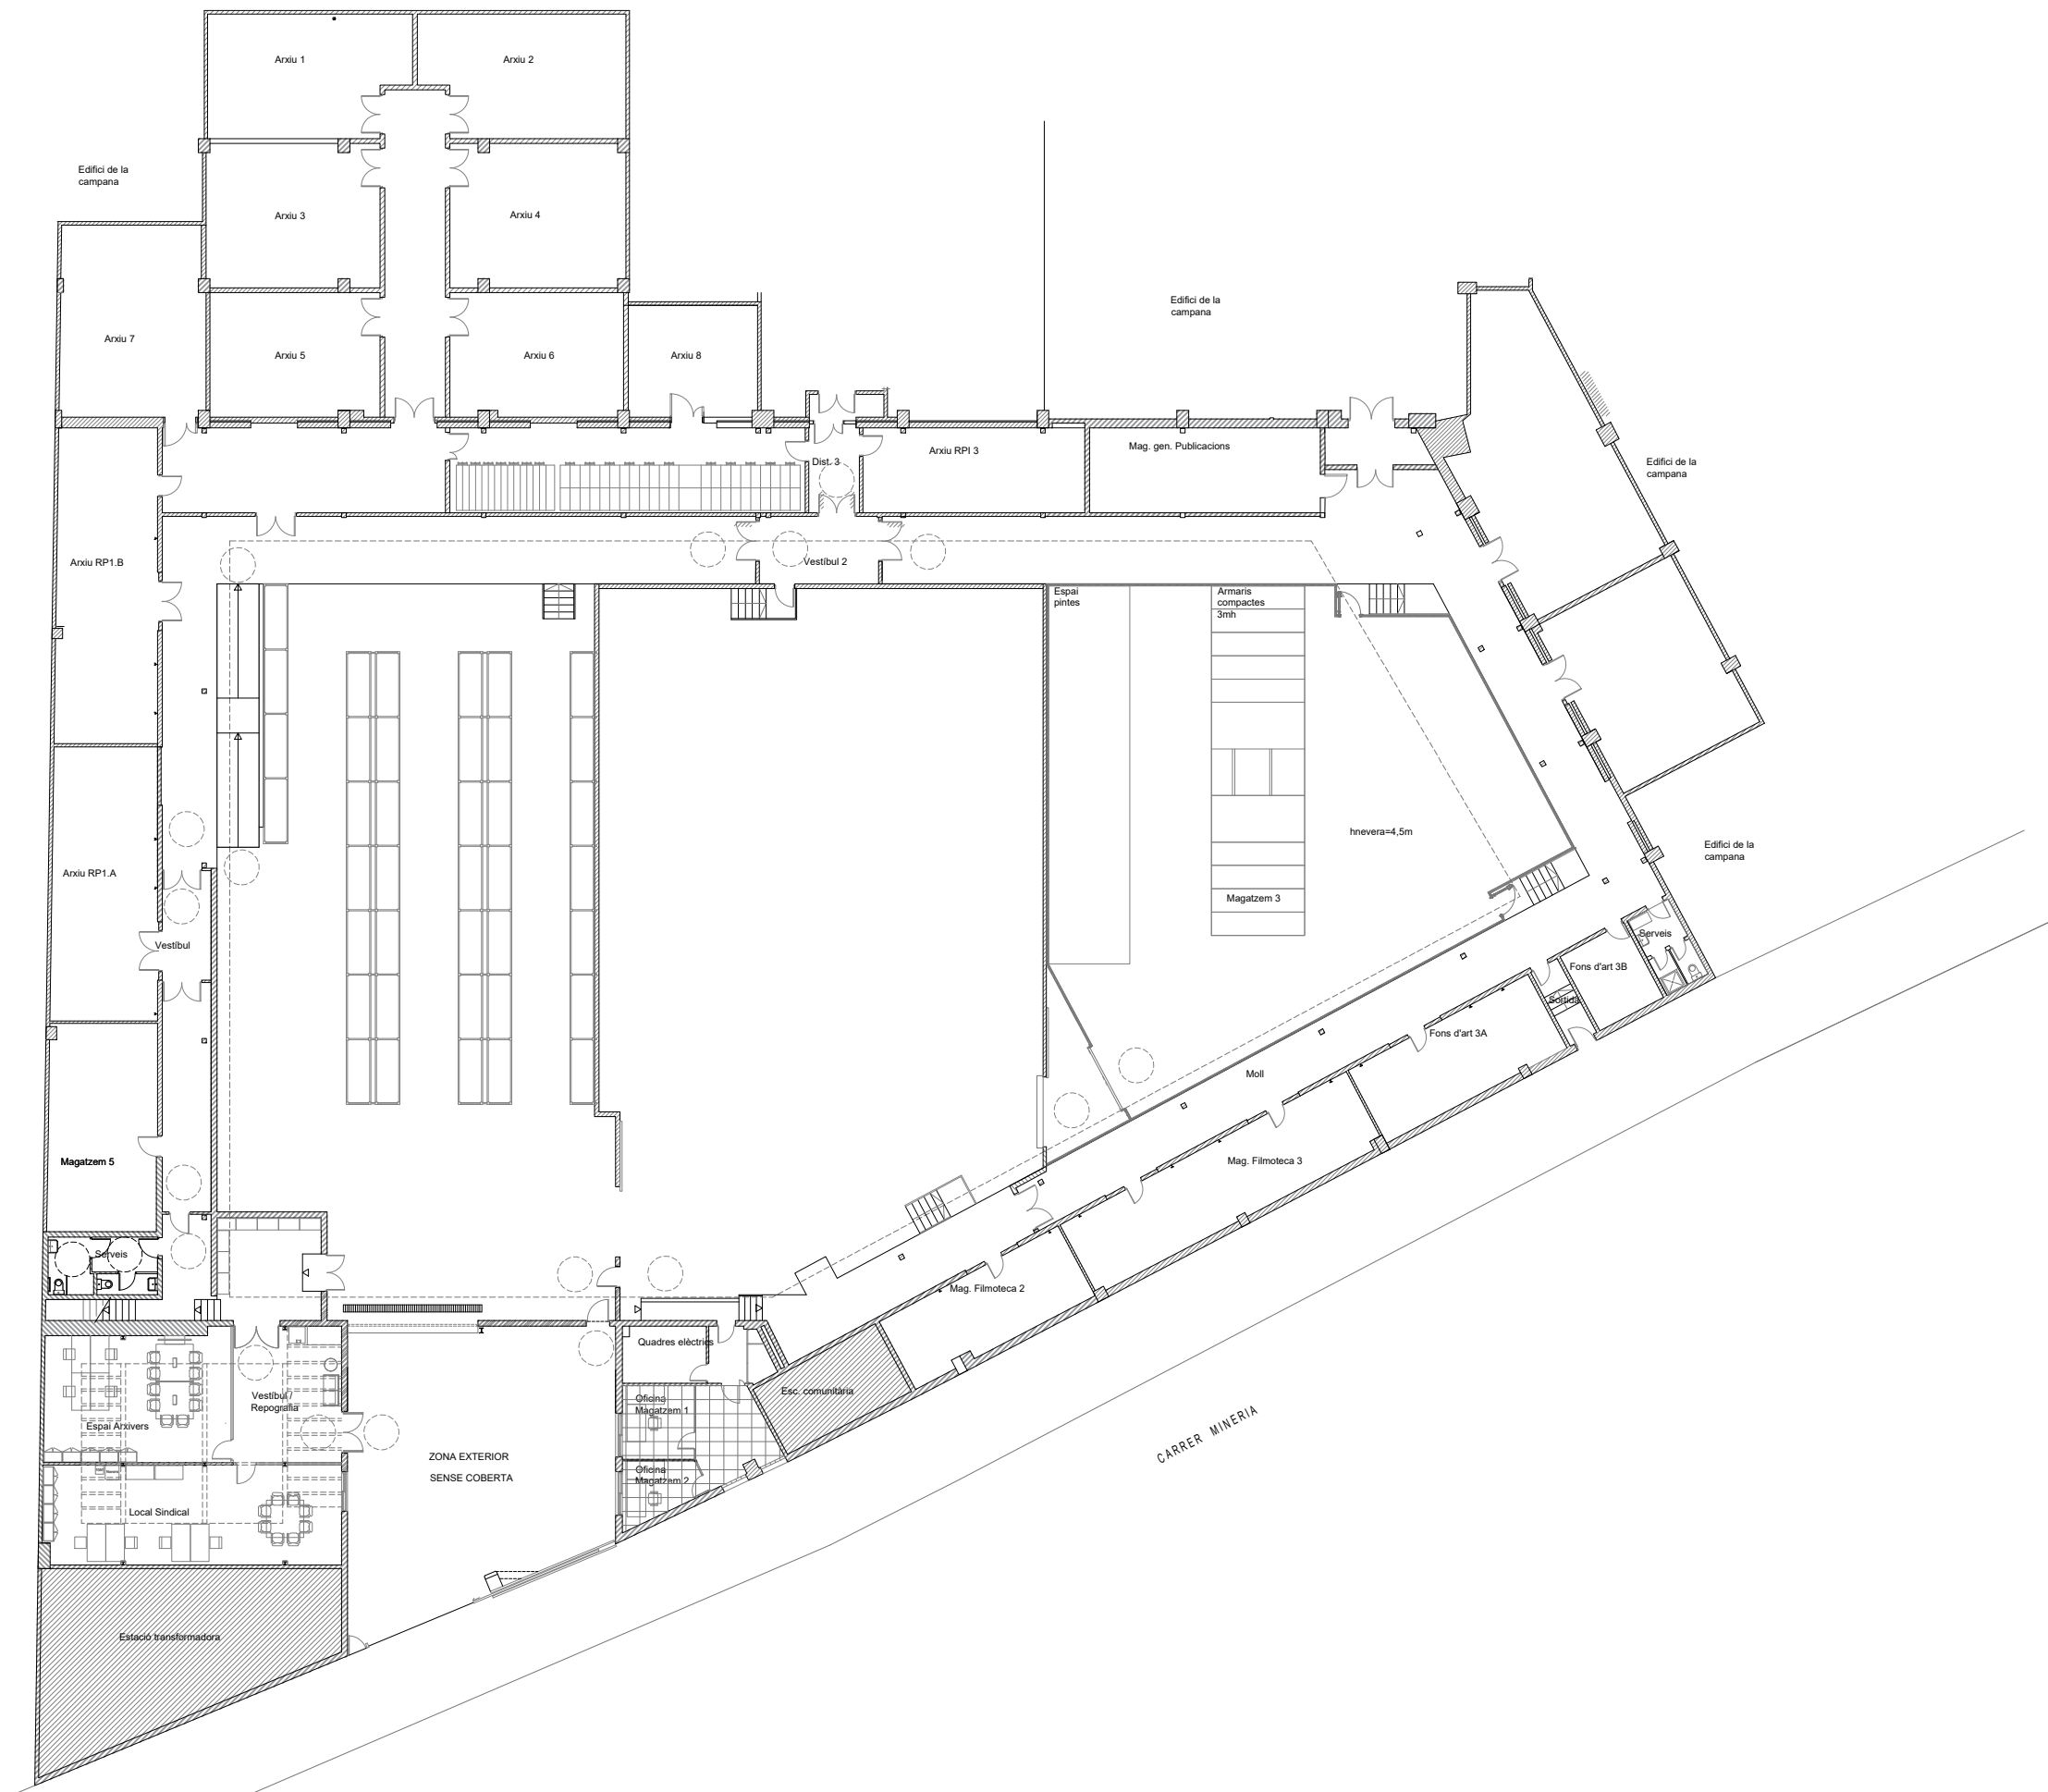 Arxiu 1
Arxiu 2
Edifici de la
campana
Arxiu 3
Arxiu 4
Edifici de la
campana
Arxiu 7
Arxiu 5
Arxiu 6
Arxiu 8
Dist. 3
Arxiu RPI 3
Mag. gen. Publicacions
Edifici de la
campana
Arxiu RP1.B
Vestíbul 2
Espai
pintes
Armaris
compactes
3mh
hnevera=4,5m
Edifici de la
campana
Arxiu RP1.A
Magatzem 3
Vestíbul
Serveis
Fons d'art 3B
Sortida
Fons d'art 3A
Moll
Magatzem 5
Mag. Filmoteca 3
Serveis
Mag. Filmoteca 2
Quadres elèctrics
Esc. comunitària
Vestíbul /
Repografia
Oficina
Magatzem 1
Espai Arxivers
CARRER MINERIA
ZONA EXTERIOR
SENSE COBERTA
Oficina
Magatzem 2
Local Sindical
Estació transformadora